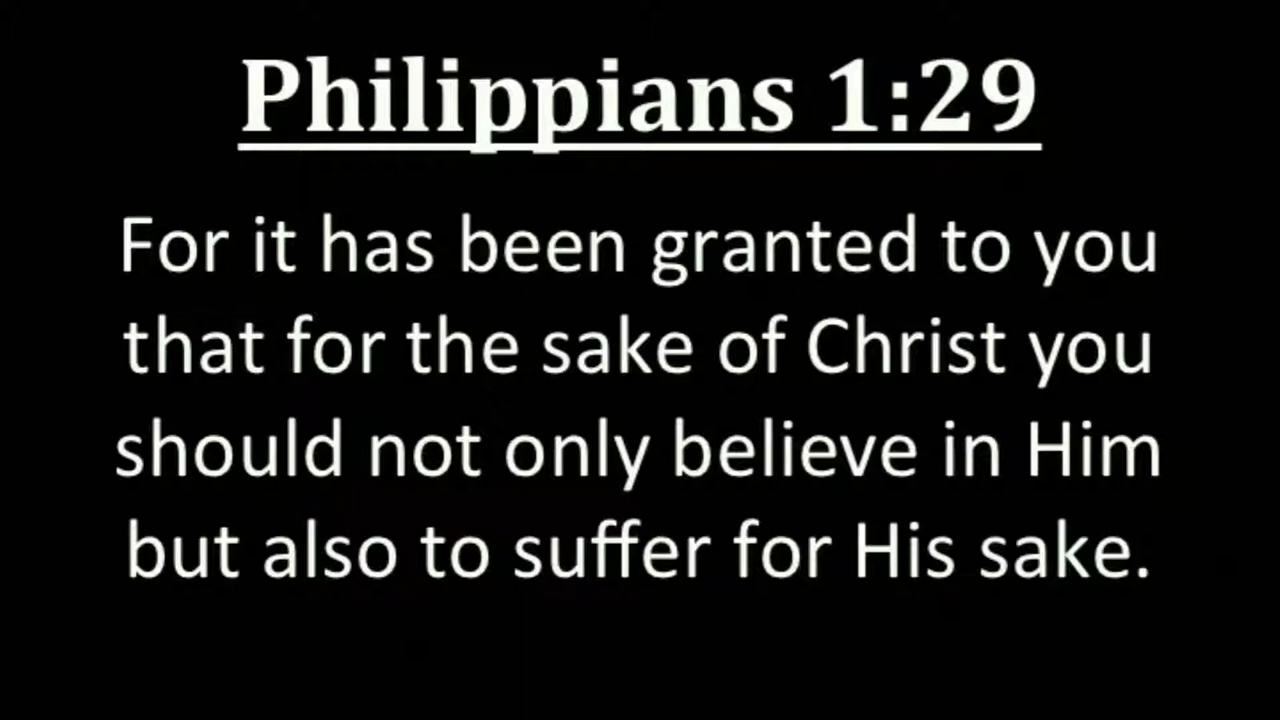 Philippians 1:29
For it has been granted to you
that for the sake of Christ you
should not only believe in Him
but also to suffer for His sake.